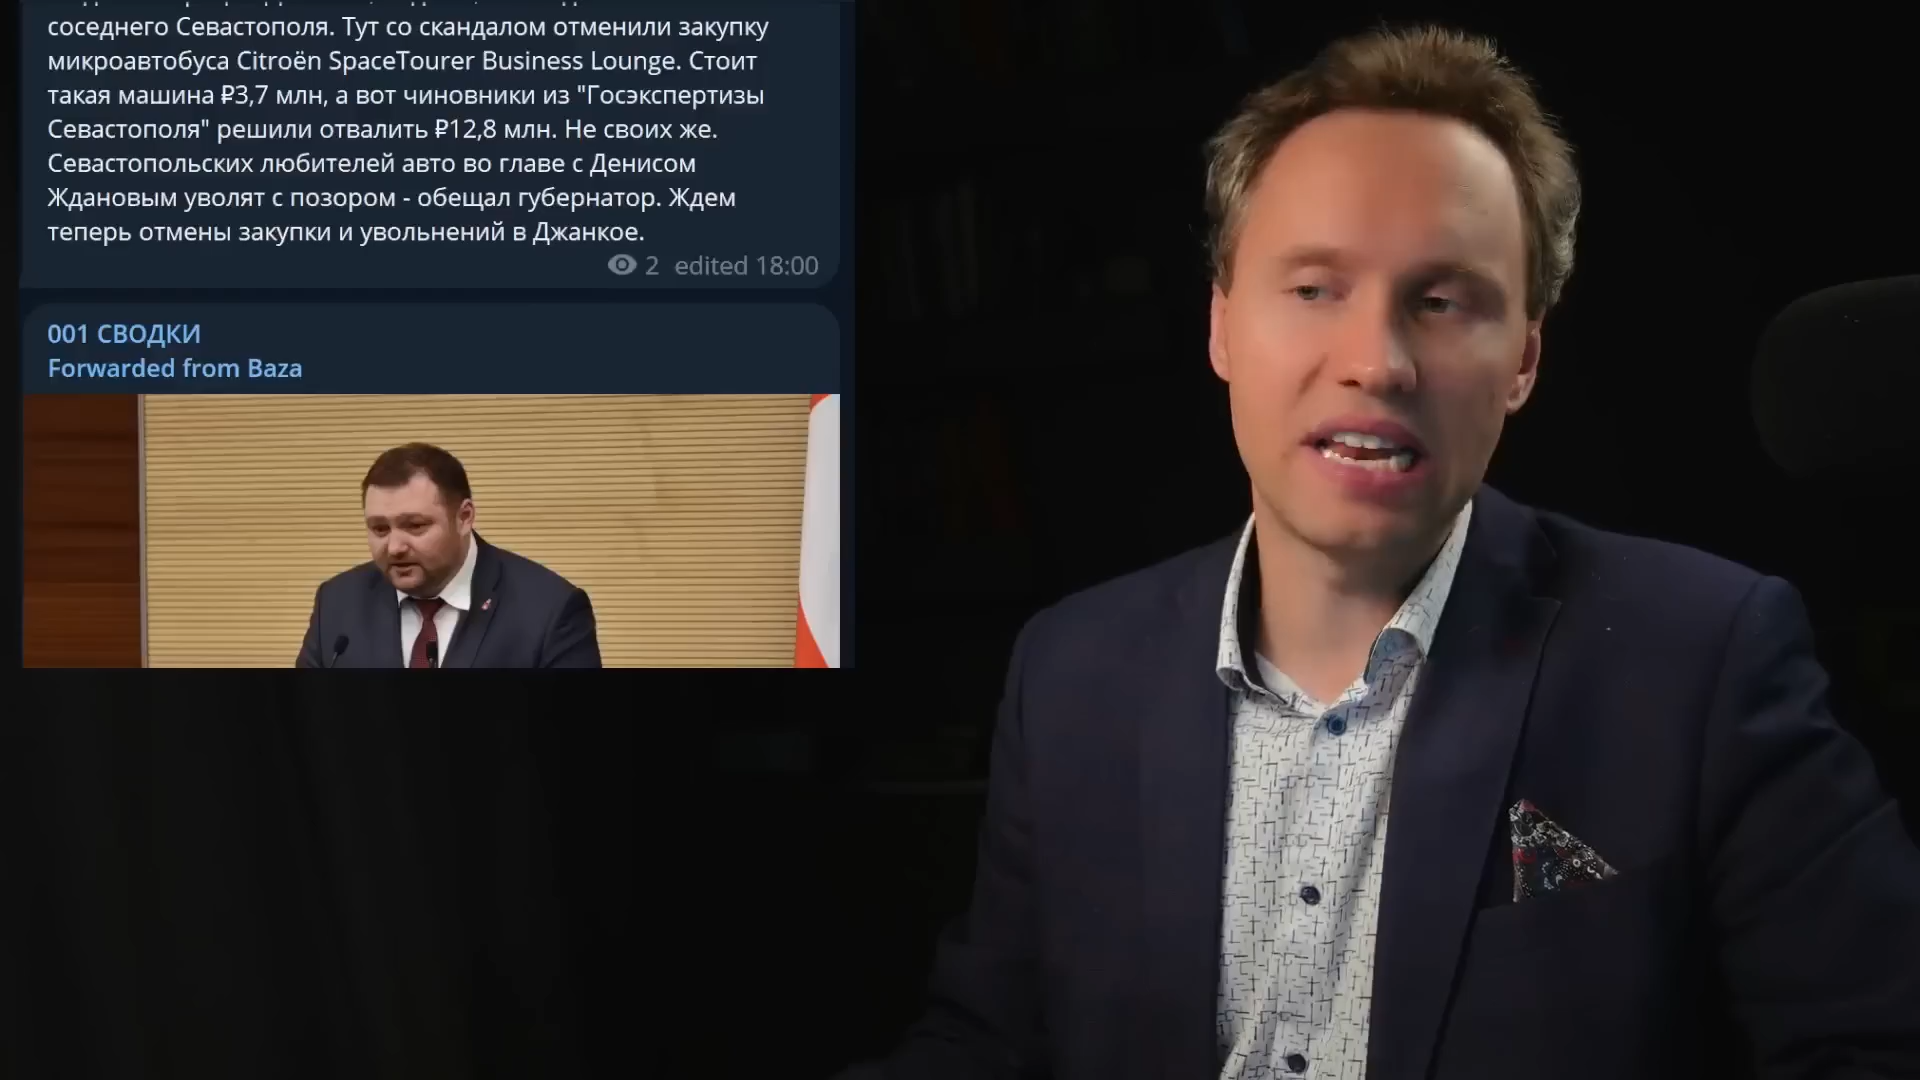 соседнего Севастополя. Тут со скандалом отменили закупку
микроавтобуса Citroën SpaceTourer Business Lounge. Стоит
такая машина ₽3,7 млн, а вот чиновники из "Госэкспертизы
Севастополя" решили отвалить ₽12,8 млн. Не своих же.
Севастопольских любителей авто во главе с Денисом
Ждановым уволят с позором - обещал губернатор. Ждем
теперь отмены закупки и увольнений в Джанкое.
2 edited 18:00
001 СВОДКИ
Forwarded from Baza